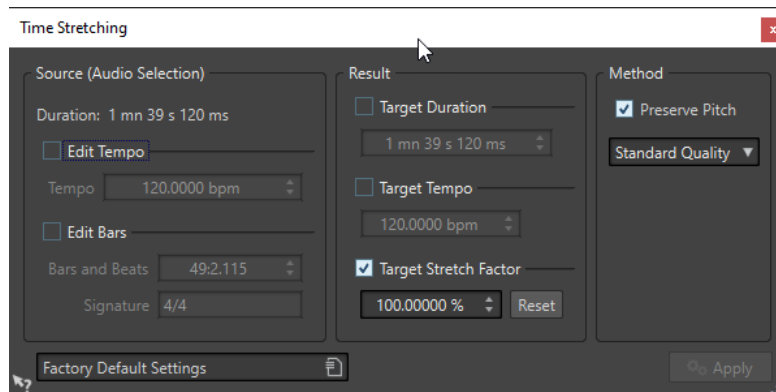 Time Stretching
x
Source (Audio Selection)
Duration: 1 mn 39 s 120 ms
Edit Tempo
Tempo 120.0000 bpm
Edit Bars
Bars and Beats 49:2.115
Signature 4/4
Result
Target Duration
1 mn 39 s 120 ms
Target Tempo
120.0000 bpm
Target Stretch Factor
100.00000 % Reset
Method
Preserve Pitch
Standard Quality
Factory Default Settings
?
Apply